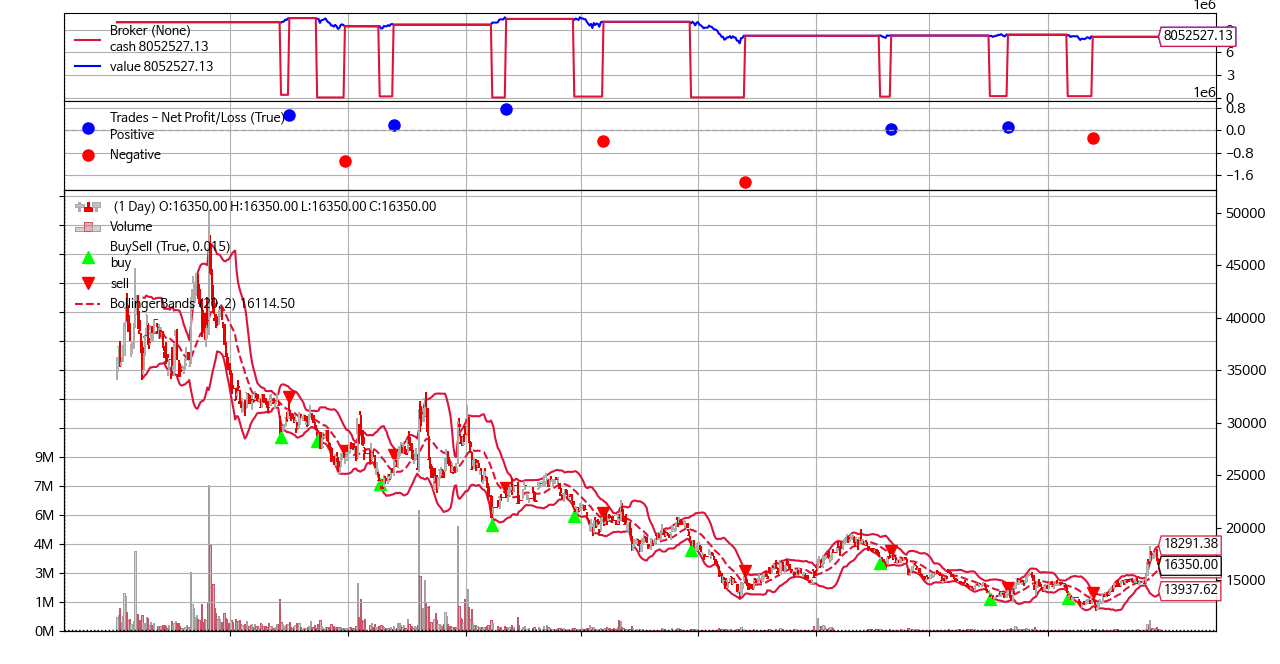 1e6
Broker (None)
cash 8052527.13
value 8052527.13
8052527.13
6
3
0
1e6
Trades - Net Profit/Loss (True)
Positive
Negative
0.8
0.0
−0.8
−1.6
(1 Day) O:16350.00 H:16350.00 L:16350.00 C:16350.00
Volume
BuySell (True, 0.015)
buy
sell
BollingerBands (20, 2) 16114.50
50000
45000
40000
35000
30000
25000
20000
15000
18291.38
16350.00
13937.62
9M
7M
6M
4M
3M
1M
0M